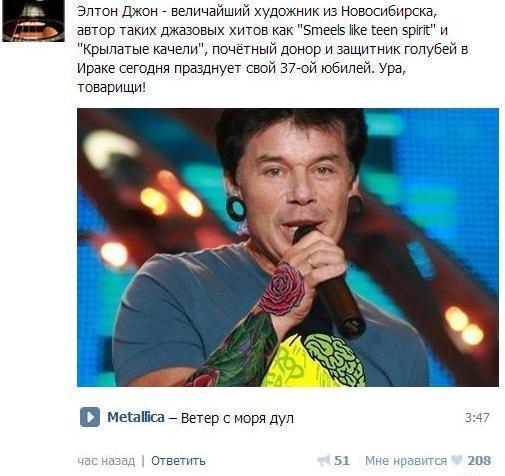 Элтон Джон - величайший художник из Новосибирска,
автор таких джазовых хитов как "Smeels like teen spirit" и
"Крылатые качели", почётный донор и защитник голубей в
Ираке сегодня празднует свой 37-ой юбилей. Ура,
товарищи!
Metallica – Ветер с моря дул 3:47
час назад | Ответить 51 Мне нравится 208